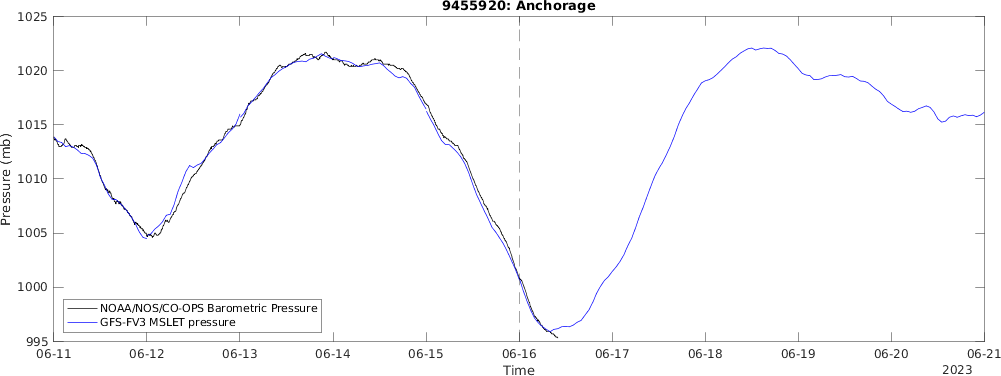 9455920: Anchorage
Pressure (mb)
1025
1020
1015
1010
1005
1000
995
NOAA/NOS/CO-OPS Barometric Pressure
GFS-FV3 MSLET pressure
06-11 06-12 06-13 06-14 06-15 06-16 06-17 06-18 06-19 06-20 06-21
Time
2023